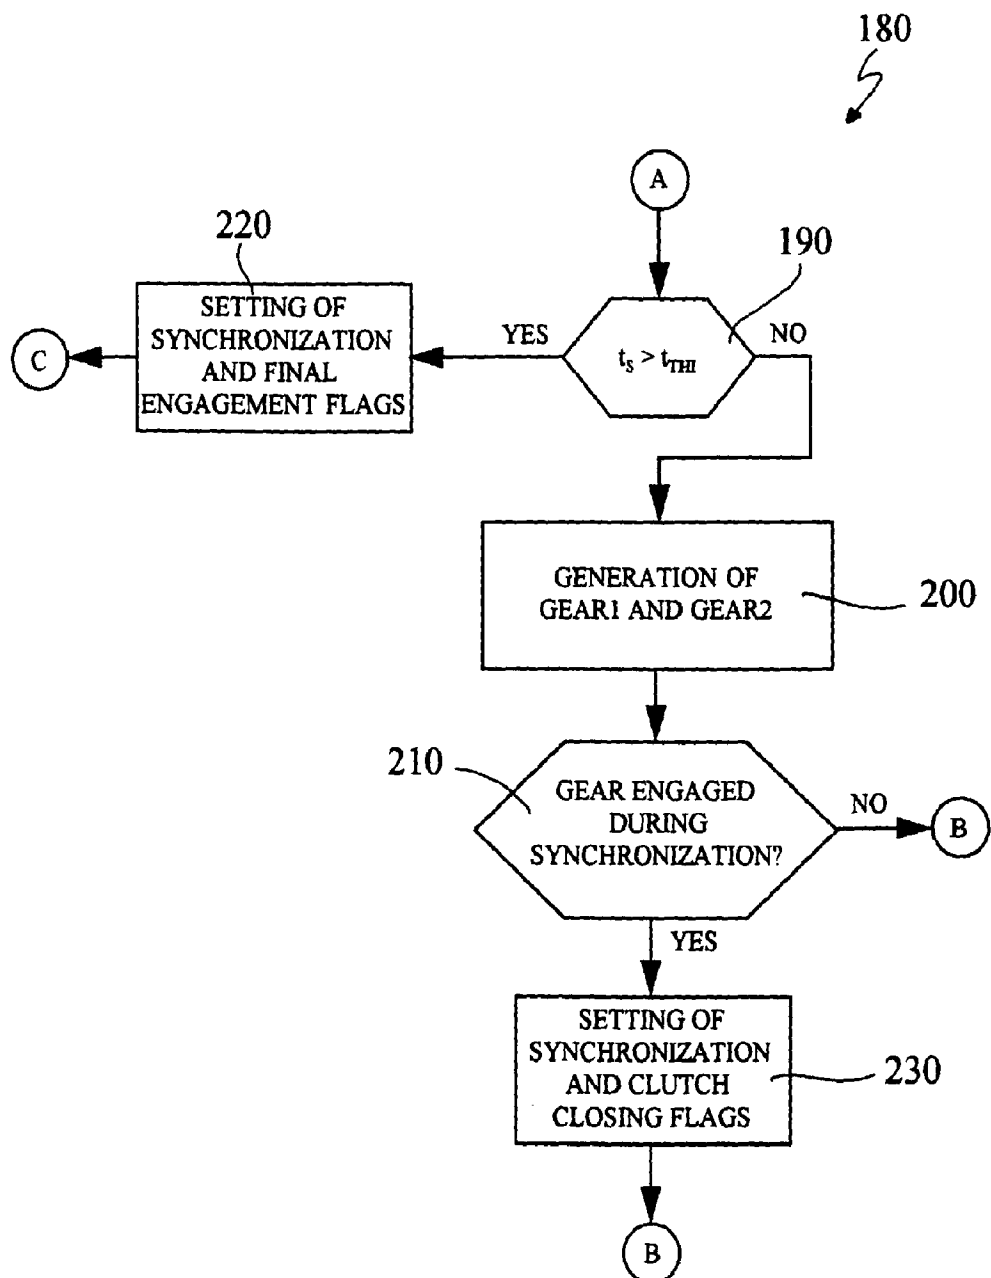 180
A
220
190
SETTING OF
SYNCHRONIZATION
AND FINAL
ENGAGEMENT FLAGS
C
YES
tS > tTHI
NO
GENERATION OF
GEAR1 AND GEAR2
200
210
GEAR ENGAGED
DURING
SYNCHRONIZATION?
NO
B
YES
SETTING OF
SYNCHRONIZATION
AND CLUTCH
CLOSING FLAGS
230
B